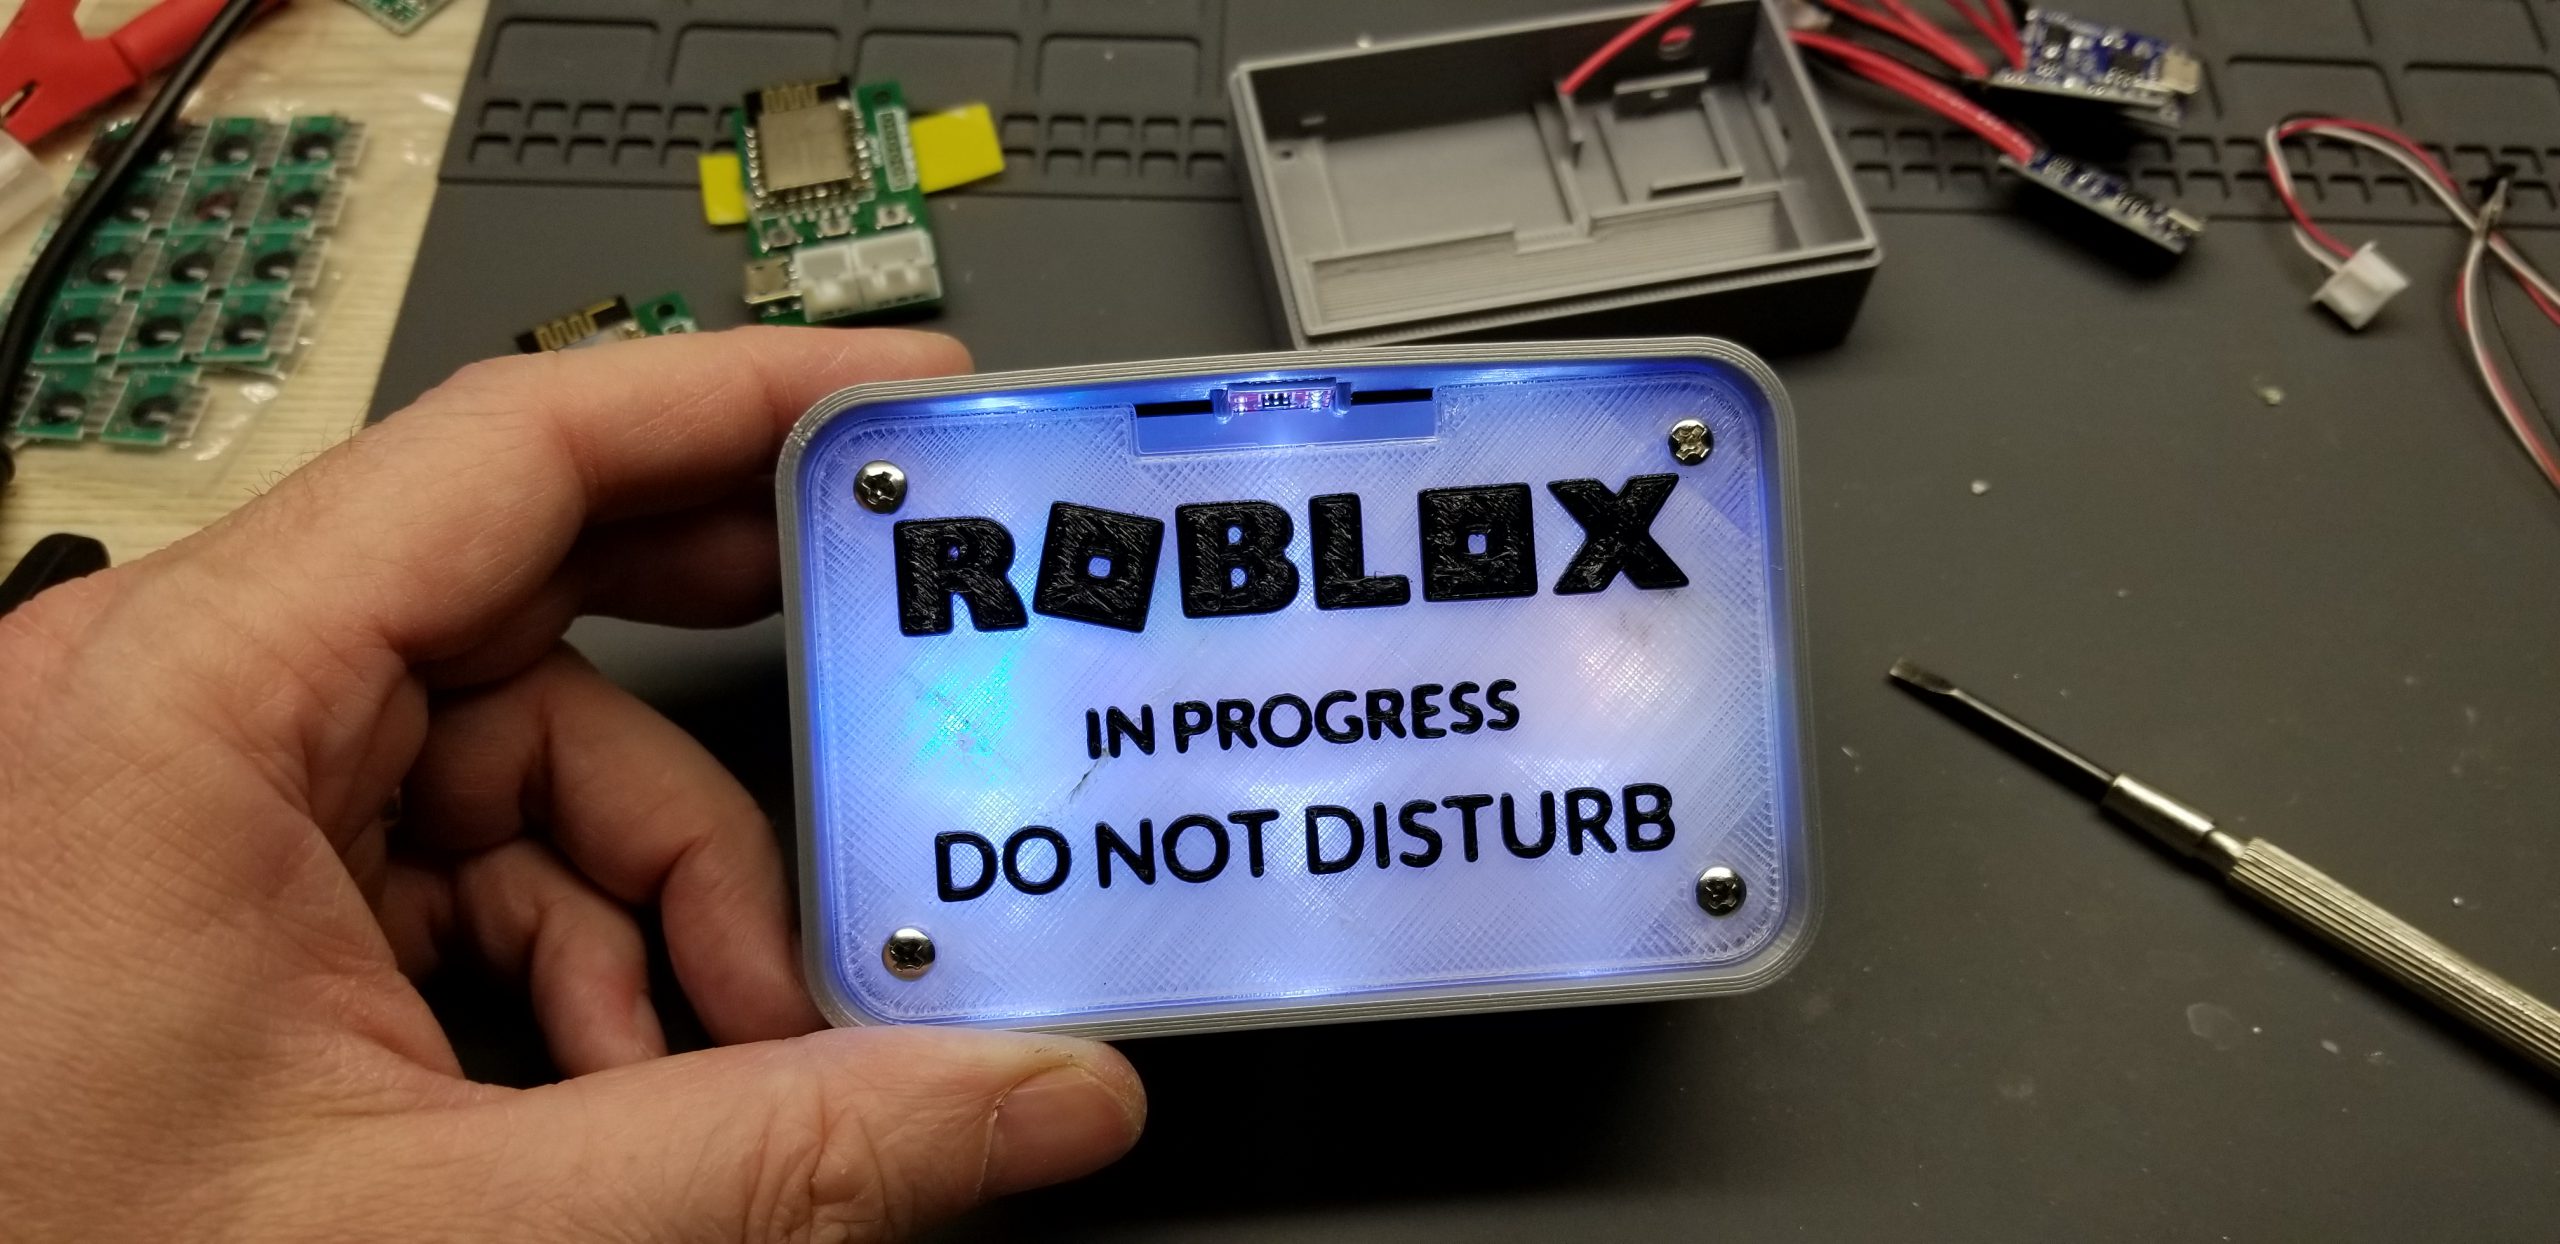 ROBLOX
IN PROGRESS
DO NOT DISTURB